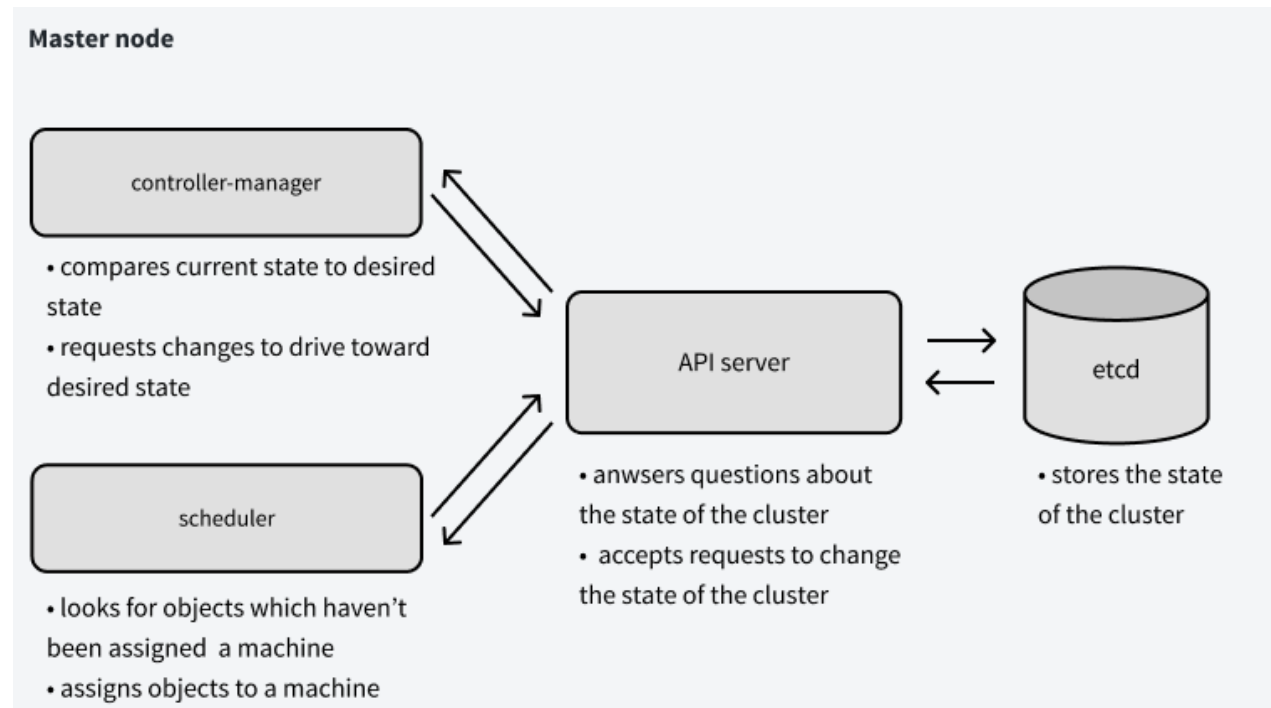 Master node
controller-manager
• compares current state to desired
state
• requests changes to drive toward
desired state
scheduler
• looks for objects which haven't
been assigned  a machine
• assigns objects to a machine
API server
• anwsers questions about
the state of the cluster
•  accepts requests to change
the state of the cluster
etcd
• stores the state
of the cluster